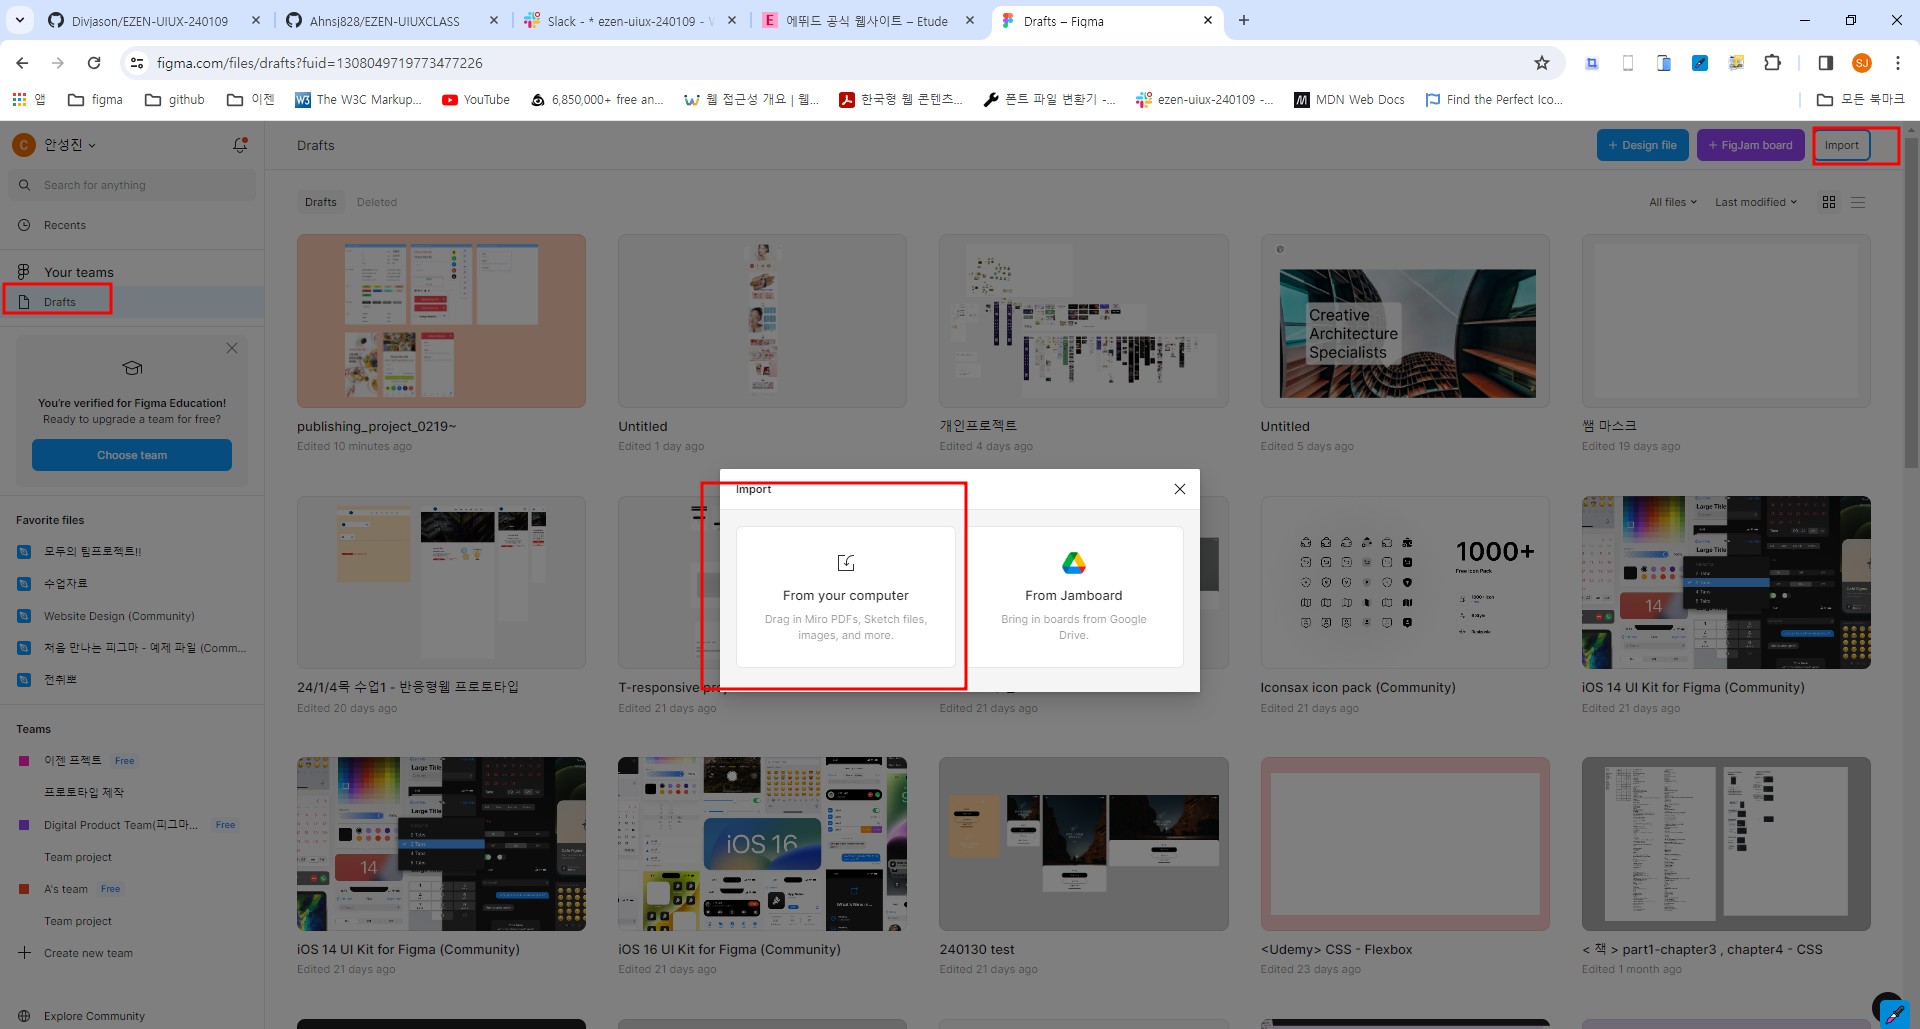 Divjason/EZEN-UIUX-240109
Ahnsj828/EZEN-UIUXCLASS
Slack - * ezen-uiux-240109 -
에뛰드 공식 웹사이트 – Etude
Drafts – Figma
figma.com/files/drafts?fuid=1308049719773477226
SJ
앱
figma
github
이젠
The W3C Markup...
YouTube
6,850,000+ free an...
웹 접근성 개요 | 웹...
한국형 웹 콘텐츠...
폰트 파일 변환기 -...
ezen-uiux-240109 -...
MDN Web Docs
Find the Perfect Ico...
모든 북마크
C 안성진
Drafts
+ Design file
+ FigJam board
Import
Search for anything
Recents
Your teams
Drafts
You're verified for Figma Education!
Ready to upgrade a team for free?
Choose team
Favorite files
모두의 팀프로젝트!!
수업자료
Website Design (Community)
처음 만나는 피그마 - 예제 파일 (Comm...
전취뽀
Teams
이젠 프젝트 Free
프로토타입 제작
Digital Product Team(피그마... Free
Team project
A's team Free
Team project
Create new team
Explore Community
Drafts
Deleted
All files
Last modified
Creative
Architecture
Specialists
publishing_project_0219~
Edited 10 minutes ago
Untitled
Edited 1 day ago
개인프로젝트
Edited 4 days ago
Untitled
Edited 5 days ago
쌤 마스크
Edited 19 days ago
Import
From your computer
Drag in Miro PDFs, Sketch files,
images, and more.
From Jamboard
Bring in boards from Google
Drive.
1000+
Free Icon Pack
Large Title
Large Title
14
24/1/4목 수업1 - 반응형웹 프로토타입
Edited 20 days ago
T-responsive
Edited 21 days ago
Edited 21 days ago
Iconsax icon pack (Community)
Edited 21 days ago
iOS 14 UI Kit for Figma (Community)
Edited 21 days ago
Large Title
Large Title
14
iOS 16
iOS 14 UI Kit for Figma (Community)
Edited 21 days ago
iOS 16 UI Kit for Figma (Community)
Edited 21 days ago
240130 test
Edited 21 days ago
<Udemy> CSS - Flexbox
Edited 23 days ago
< 책 > part1-chapter3 , chapter4 - CSS
Edited 1 month ago